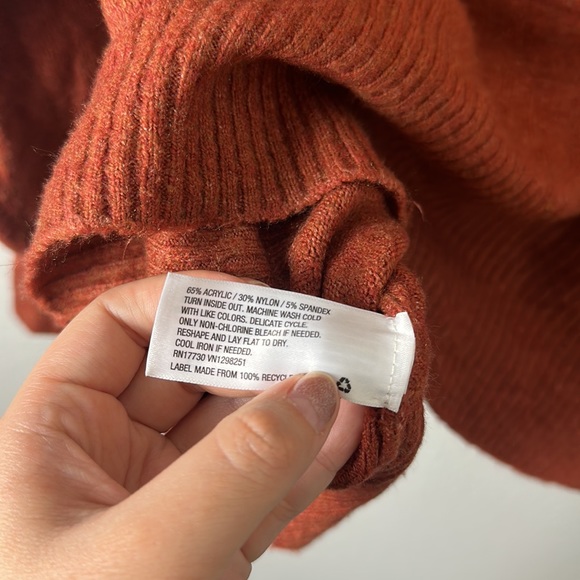 65% ACRYLIC / 30% NYLON / 5% SPANDEX
TURN INSIDE OUT. MACHINE WASH COLD
WITH LIKE COLORS. DELICATE CYCLE.
ONLY NON-CHLORINE BLEACH IF NEEDED.
RESHAPE AND LAY FLAT TO DRY.
COOL IRON IF NEEDED.
RN17730 VN1298251
LABEL MADE FROM 100%